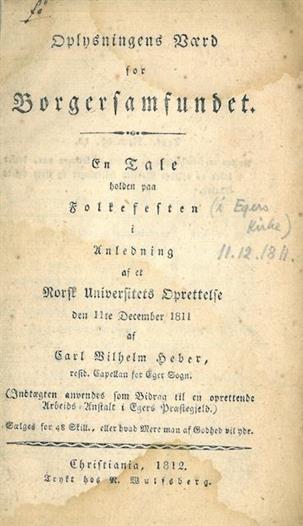 Oplysningens Værd
for
Borgersamfundet.
En Tale
holden paa
Folkefesten (i Egers
i Kirke)
Anledning 11.12.1811.
af et
Norsk Universitets Oprettelse
den 11te December 1811
af
Carl Wilhelm Heber,
resid. Capellan for Eger Sogn.
(Indtægten anvendes som Bidrag til en oprettende
Arbeids-Anstalt i Egers Præstegjeld.)
Sælges for 48 Skill., eller hvad Mere man af Godhed vil yde.
Christiania, 1812.
Trykt hos N. Wulfsberg.